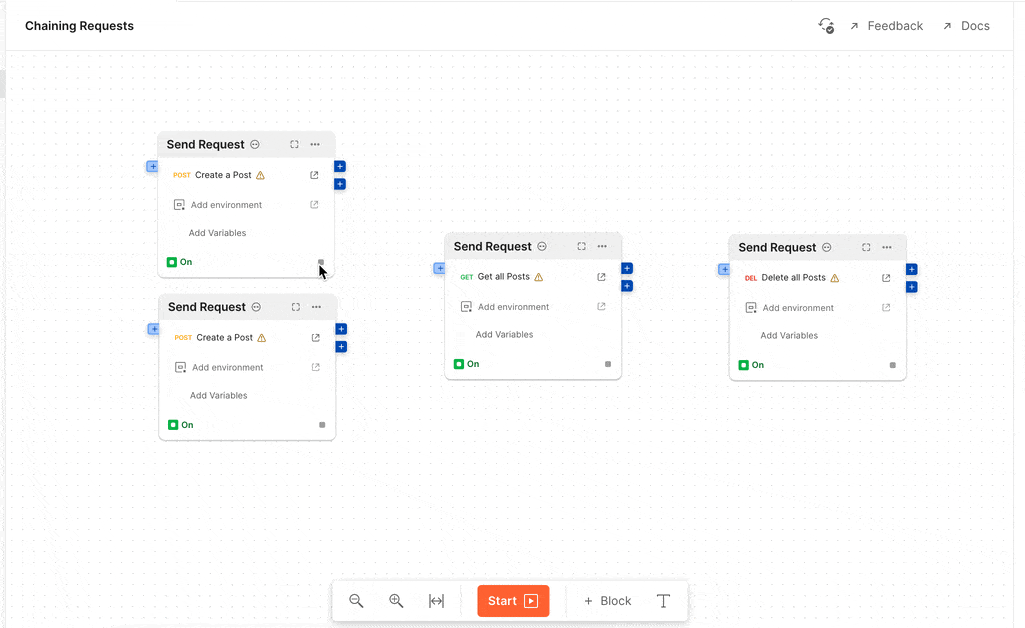 Chaining Requests
Feedback
Docs
Send Request
POST Create a Post
Add environment
Add Variables
On
Send Request
POST Create a Post
Add environment
Add Variables
On
Send Request
GET Get all Posts
Add environment
Add Variables
On
Send Request
DEL Delete all Posts
Add environment
Add Variables
On
Start
+ Block
T